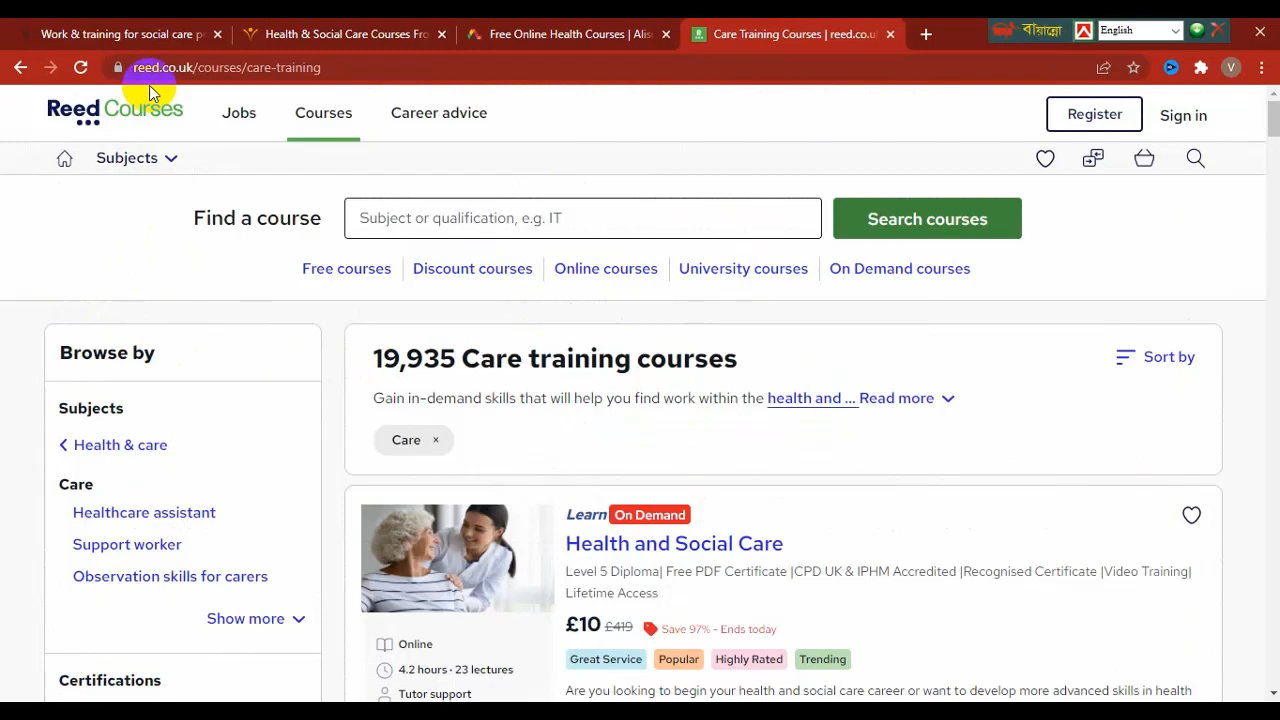 Work & training for social care p
Health & Social Care Courses Fro
Free Online Health Courses | Alis
Care Training Courses | reed.co.u
বায়ান্নো
English
reed.co.uk/courses/care-training
V
Reed Courses
Jobs
Courses
Career advice
Register
Sign in
Subjects
Find a course
Subject or qualification, e.g. IT
Search courses
Free courses
Discount courses
Online courses
University courses
On Demand courses
Browse by
Subjects
Health & care
Care
Healthcare assistant
Support worker
Observation skills for carers
Show more
Certifications
19,935 Care training courses
Sort by
Gain in-demand skills that will help you find work within the health and ... Read more
Care ×
Learn On Demand
Health and Social Care
Level 5 Diploma| Free PDF Certificate |CPD UK & IPHM Accredited |Recognised Certificate |Video Training|
Lifetime Access
£10 £419 Save 97% - Ends today
Great Service Popular Highly Rated Trending
Are you looking to begin your health and social care career or want to develop more advanced skills in health
Online
4.2 hours · 23 lectures
Tutor support